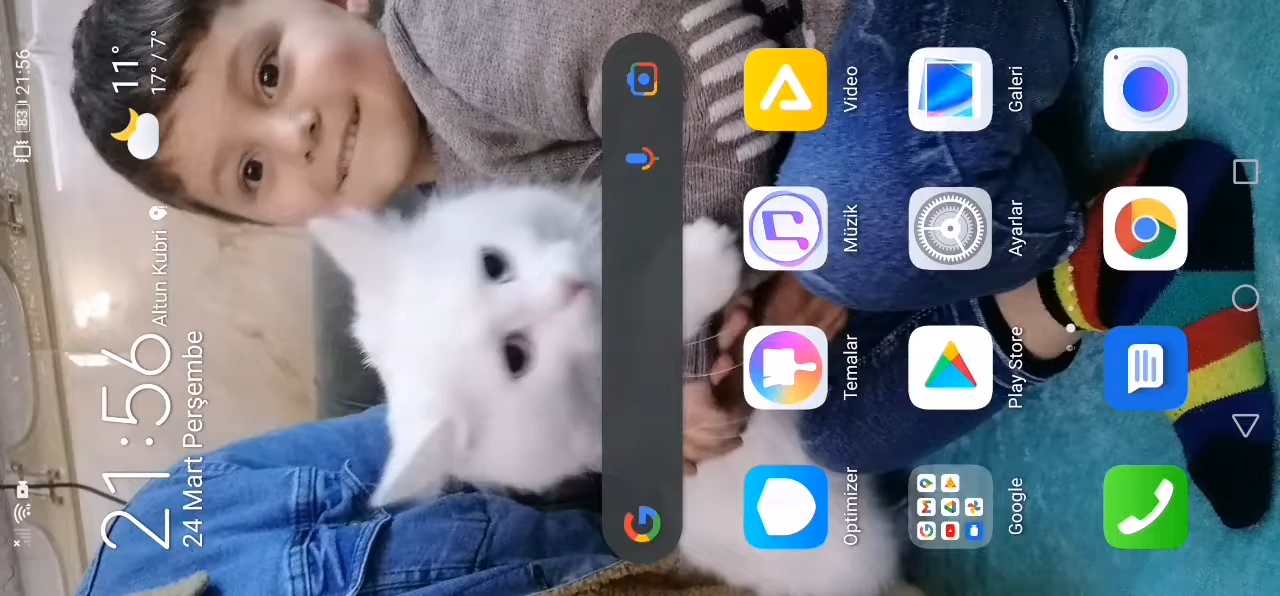 83 21:56
21:56
Altun Kubri
11°
24 Mart Perşembe
17° / 7°
Optimizer
Temalar
Müzik
Video
Google
Play Store
Ayarlar
Galeri